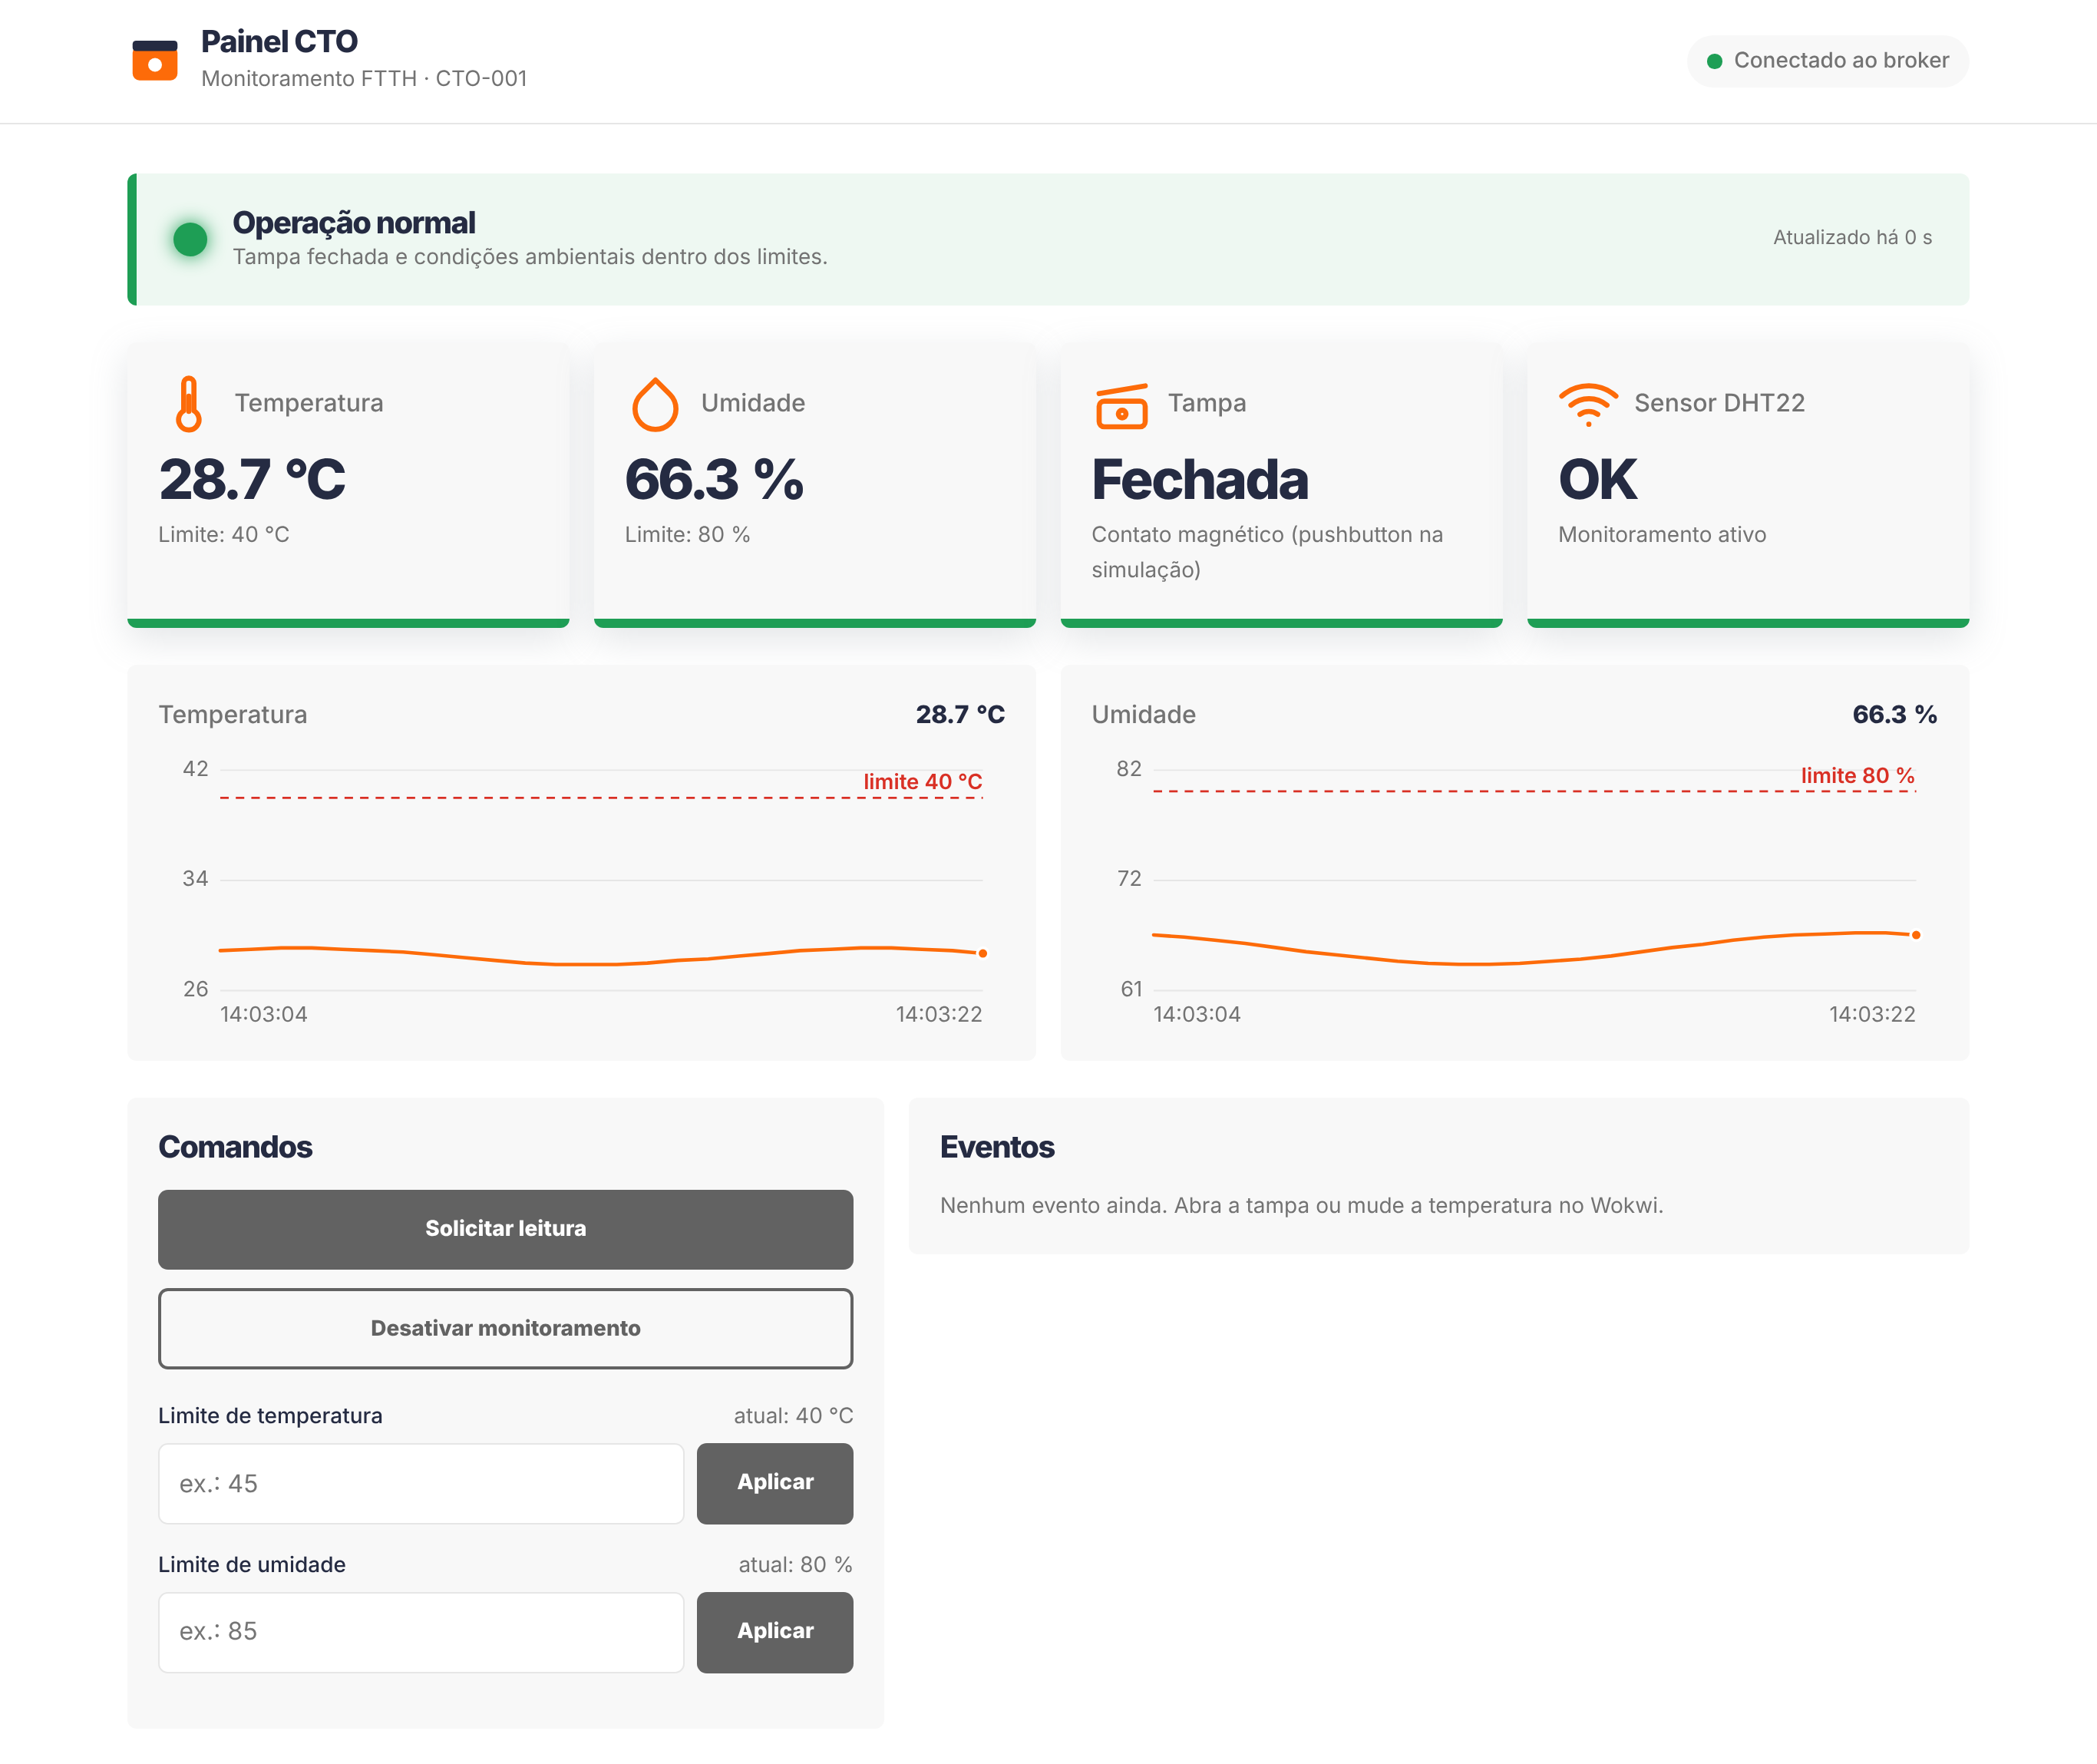 Painel CTO
Monitoramento FTTH · CTO-001
Conectado ao broker
Operação normal
Tampa fechada e condições ambientais dentro dos limites.
Atualizado há 0 s
Temperatura
28.7 °C
Limite: 40 °C
Umidade
66.3 %
Limite: 80 %
Tampa
Fechada
Contato magnético (pushbutton na
simulação)
Sensor DHT22
OK
Monitoramento ativo
Temperatura
28.7 °C
42
limite 40 °C
34
26
14:03:04
14:03:22
Umidade
66.3 %
82
limite 80 %
72
61
14:03:04
14:03:22
Comandos
Solicitar leitura
Desativar monitoramento
Limite de temperatura
atual: 40 °C
ex.: 45
Aplicar
Limite de umidade
atual: 80 %
ex.: 85
Aplicar
Eventos
Nenhum evento ainda. Abra a tampa ou mude a temperatura no Wokwi.